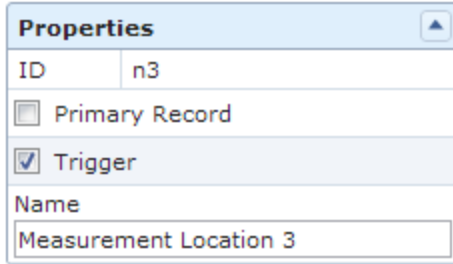 Properties
ID n3
Primary Record
Trigger
Name
Measurement Location 3